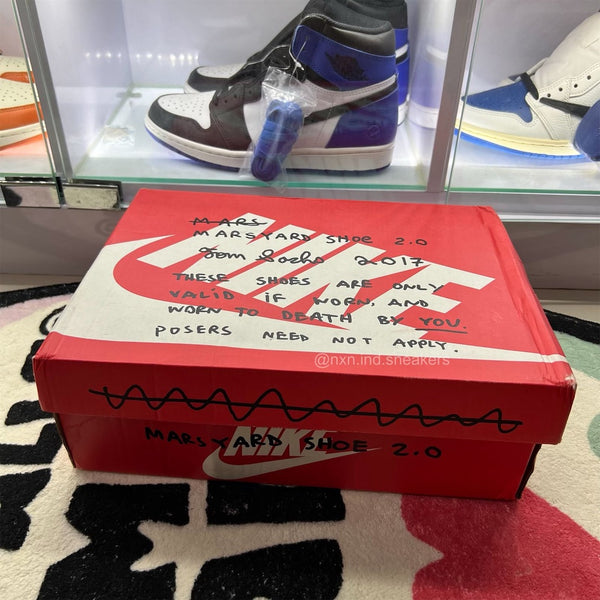 MARS
MARSYARD SHOE 2.0
Tom Sachs 2017
THESE SHOES ARE ONLY
VALID IF WORN, AND
WORN TO DEATH BY YOU.
POSERS NEED NOT APPLY.
NIKE
@nxn.ind.sneakers
MARSYARD SHOE 2.0
NIKE